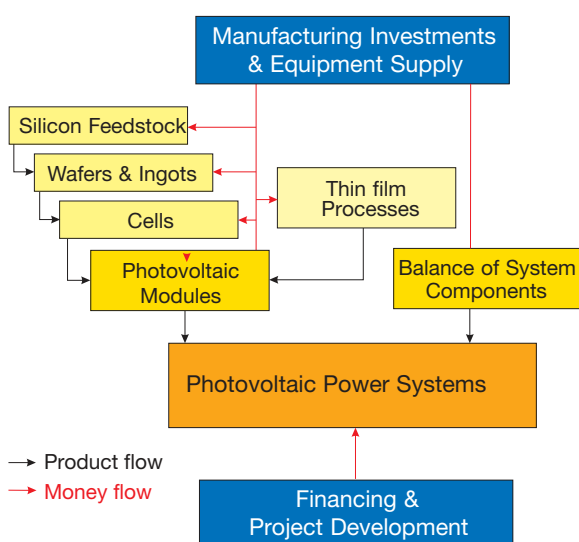 Manufacturing Investments
& Equipment Supply
Silicon Feedstock
Wafers & Ingots
Cells
Thin film
Processes
Photovoltaic
Modules
Balance of System
Components
Photovoltaic Power Systems
Product flow
Money flow
Financing &
Project Development